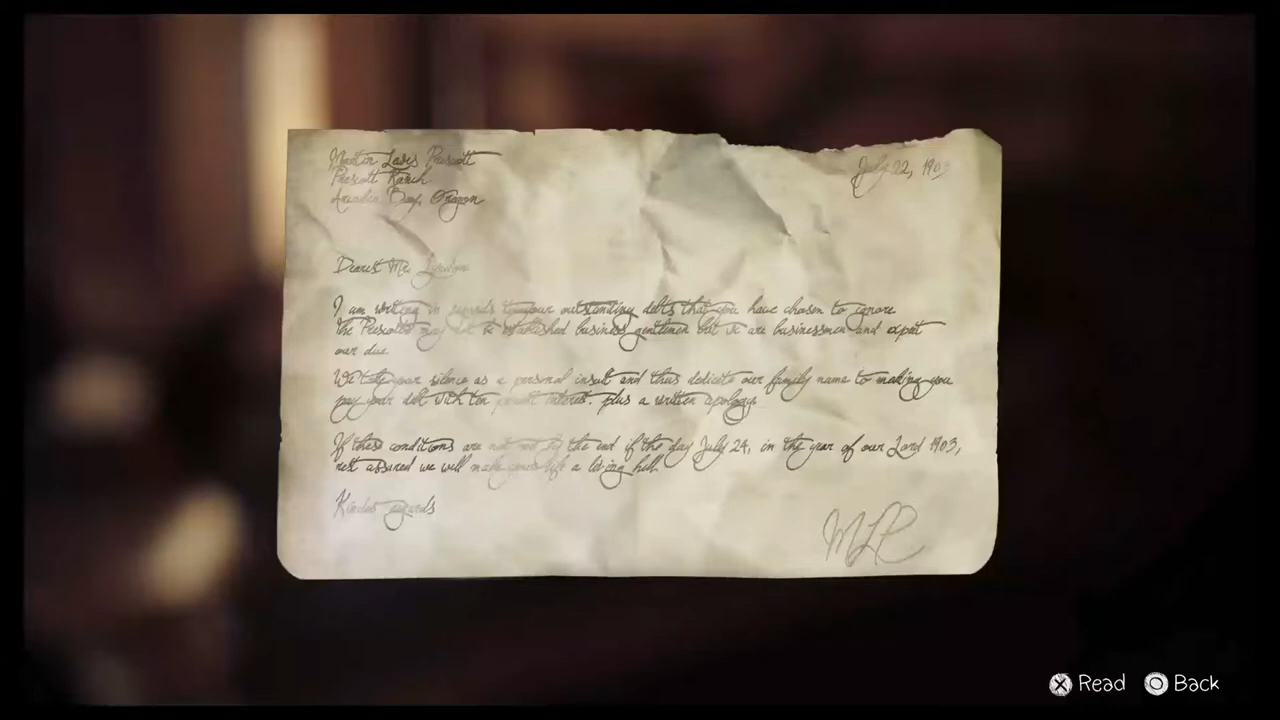 Martin Lewis Prescott
July 22, 1903
Prescott Ranch
Arcadia Bay, Oregon
Dearest Mr.
I am writing in regards to your outstanding debts that you have chosen to ignore
The Prescotts may not be established business gentlemen but we are businessmen and expect
our due.
We take your silence as a personal insult and thus dedicate our family name to making you
pay your debt with ten percent interest. plus a written apology.
If these conditions are not met by the end if the day July 24, in the year of our Lord 1903,
rest assured we will make your life a living hell.
Kindest regards
MLP
Read
Back